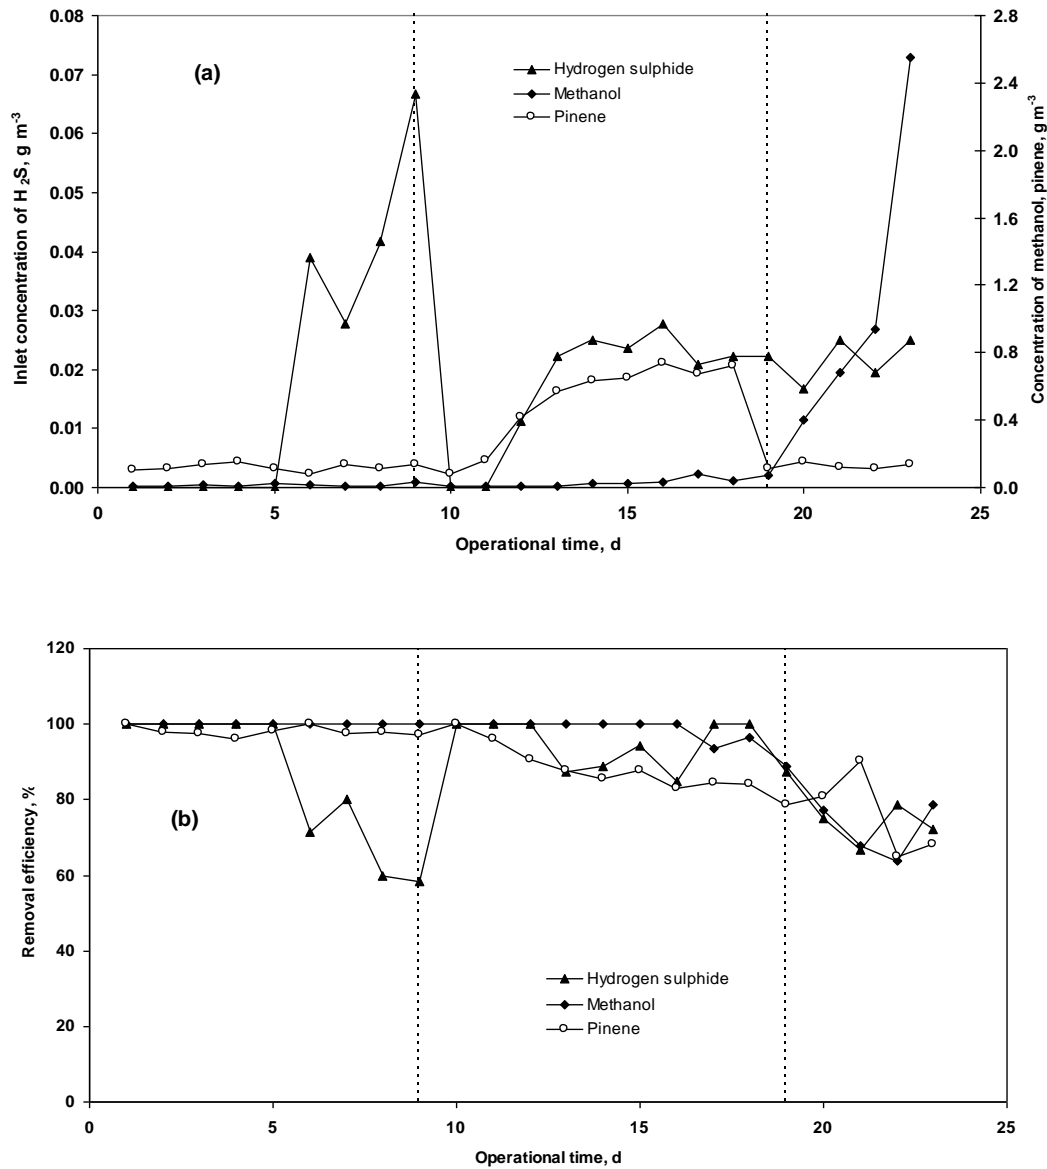 0.08
0.07
0.06
0.05
0.04
0.03
0.02
0.01
0.00
Inlet concentration of H2S, g m-3
(a)
Hydrogen sulphide
Methanol
Pinene
2.8
2.4
2.0
1.6
1.2
0.8
0.4
0.0
Concentration of methanol, pinene, g m-3
0 5 10 15 20 25
Operational time, d
120
100
80
60
40
20
0
Removal efficiency, %
(b)
Hydrogen sulphide
Methanol
Pinene
0 5 10 15 20 25
Operational time, d